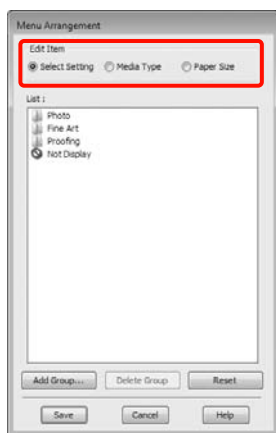 Menu Arrangement
Edit Item
Select Setting Media Type Paper Size
List :
Photo
Fine Art
Proofing
Not Display
Add Group... Delete Group Reset
Save Cancel Help